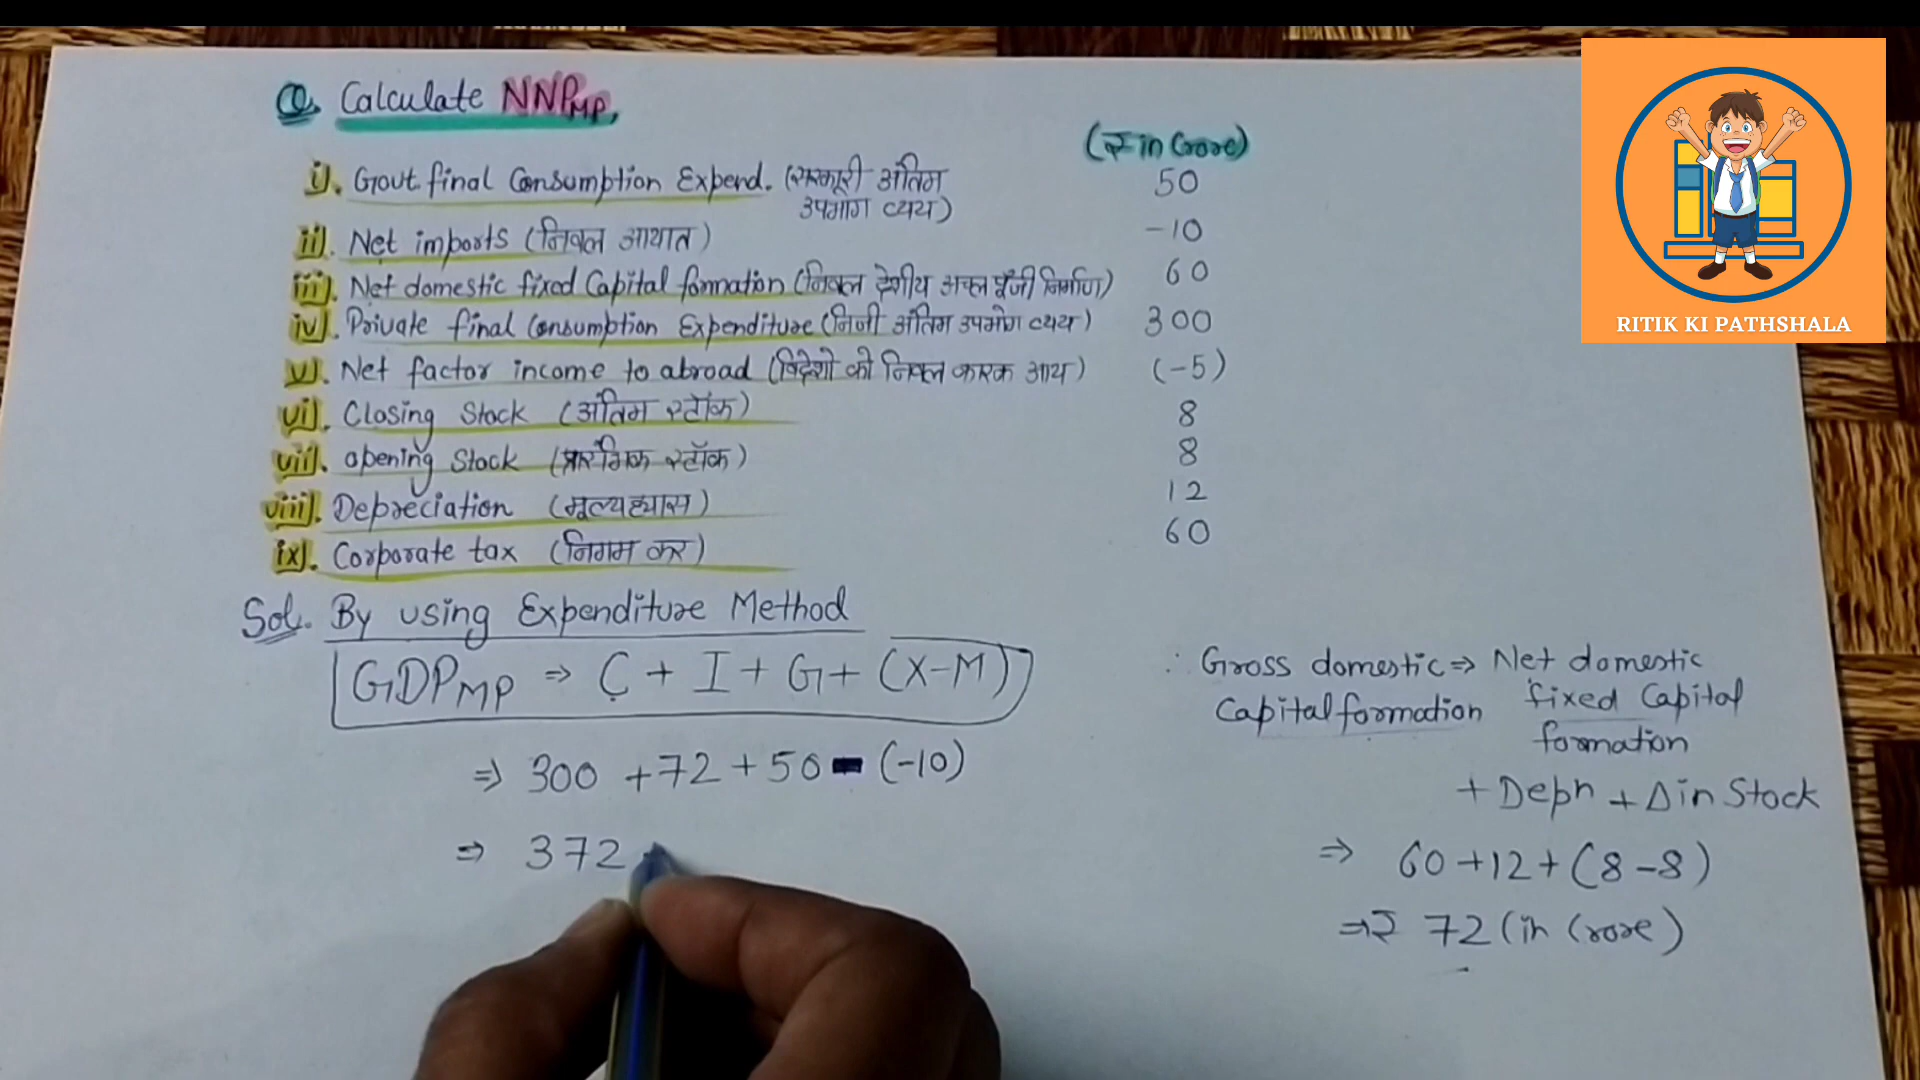 Q. Calculate NNPMP,
(₹ in Crore)
i). Govt. final Consumption Expend. (सरकारी अंतिम उपभोग व्यय) 50
ii). Net imports (निवल आयात) -10
iii). Net domestic fixed Capital formation (निवल देशीय अचल पूँजी निर्माण) 60
iv). Private final Consumption Expenditure (निजी अंतिम उपभोग व्यय) 300
v). Net factor income to abroad (विदेशो को निवल कारक आय) (-5)
vi). Closing Stock (अंतिम स्टॉक) 8
vii). opening Stock (प्रारंभिक स्टॉक) 8
viii). Depreciation (मूल्यह्यास) 12
ix). Corporate tax (निगम कर) 60
Sol. By using Expenditure Method
GDPMP ⇒ C + I + G + (X-M)
⇒ 300 + 72 + 50 - (-10)
⇒ 372
∴ Gross domestic ⇒ Net domestic
Capital formation fixed Capital
formation
+ Depn + Δ in Stock
⇒ 60 + 12 + (8 - 8)
⇒ ₹ 72 (in Crore)
RITIK KI PATHSHALA